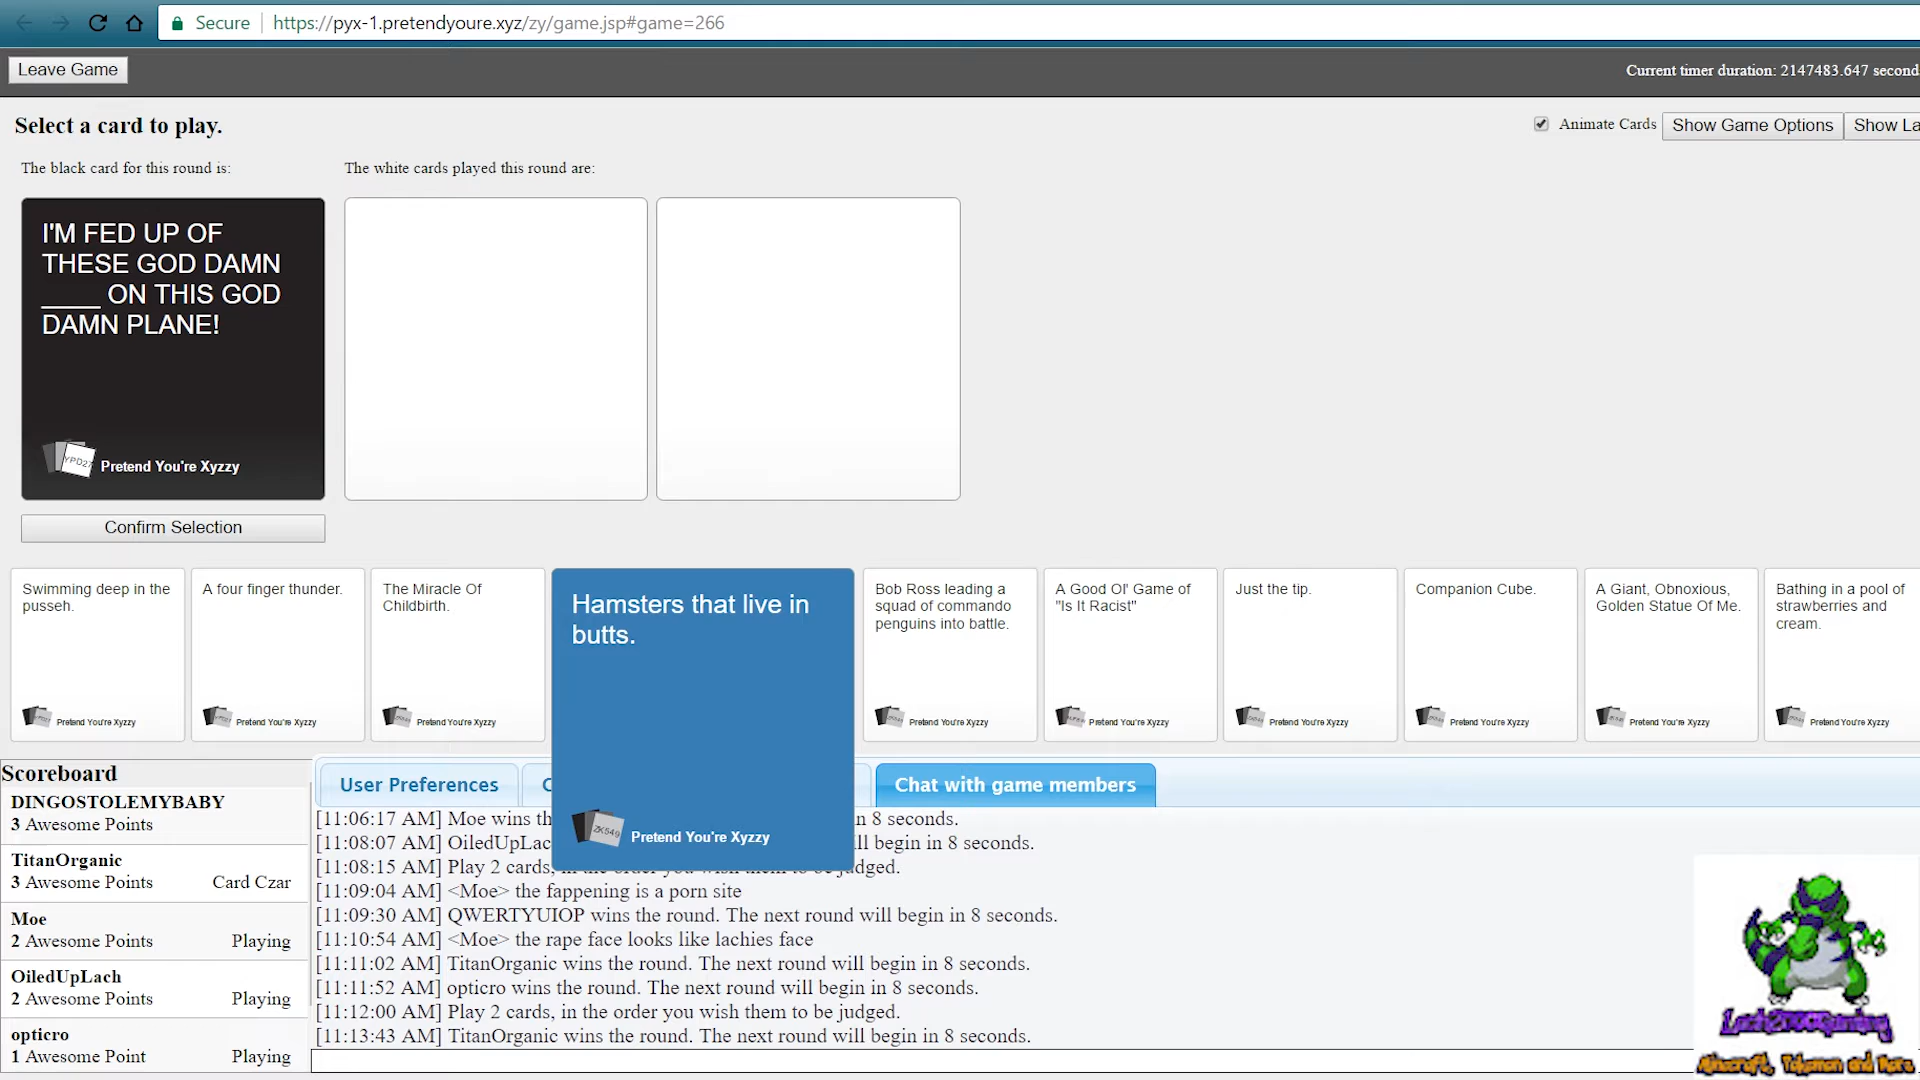 Secure https://pyx-1.pretendyoure.xyz/zy/game.jsp#game=266
Leave Game
Current timer duration: 2147483.647 second
Select a card to play.
Animate Cards
Show Game Options
Show La
The black card for this round is:
The white cards played this round are:
I'M FED UP OF
THESE GOD DAMN
____ ON THIS GOD
DAMN PLANE!
Pretend You're Xyzzy
Confirm Selection
Swimming deep in the
pusseh.
Pretend You're Xyzzy
A four finger thunder.
Pretend You're Xyzzy
The Miracle Of
Childbirth.
Pretend You're Xyzzy
Hamsters that live in
butts.
ZK549
Pretend You're Xyzzy
Bob Ross leading a
squad of commando
penguins into battle.
Pretend You're Xyzzy
A Good Ol' Game of
"Is It Racist"
Pretend You're Xyzzy
Just the tip.
Pretend You're Xyzzy
Companion Cube.
Pretend You're Xyzzy
A Giant, Obnoxious,
Golden Statue Of Me.
Pretend You're Xyzzy
Bathing in a pool of
strawberries and
cream.
Pretend You're Xyzzy
Scoreboard
DINGOSTOLEMYBABY
3 Awesome Points
TitanOrganic
3 Awesome Points Card Czar
Moe
2 Awesome Points Playing
OiledUpLach
2 Awesome Points Playing
opticro
1 Awesome Point Playing
User Preferences
Chat with game members
[11:06:17 AM] Moe wins th n 8 seconds.
[11:08:07 AM] OiledUpLac ll begin in 8 seconds.
[11:08:15 AM] Play 2 cards, in the order you wish them to be judged.
[11:09:04 AM] <Moe> the fappening is a porn site
[11:09:30 AM] QWERTYUIOP wins the round. The next round will begin in 8 seconds.
[11:10:54 AM] <Moe> the rape face looks like lachies face
[11:11:02 AM] TitanOrganic wins the round. The next round will begin in 8 seconds.
[11:11:52 AM] opticro wins the round. The next round will begin in 8 seconds.
[11:12:00 AM] Play 2 cards, in the order you wish them to be judged.
[11:13:43 AM] TitanOrganic wins the round. The next round will begin in 8 seconds.
Minecraft, Pokemon and More